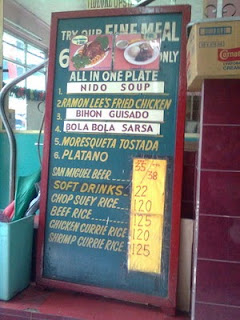 TRY OUR FINE MEAL
6 ONLY
ALL IN ONE PLATE
1. NIDO SOUP
2. RAMON LEE'S FRIED CHICKEN
3. BIHON GUISADO
4. BOLA BOLA SARSA
5. MORESQUETA TOSTADA
6. PLATANO
SAN MIGUEL BEER 38
SOFT DRINKS 22
CHOP SUEY RICE 120
BEEF RICE 125
CHICKEN CURRIE RICE 120
SHRIMP CURRIE RICE 125